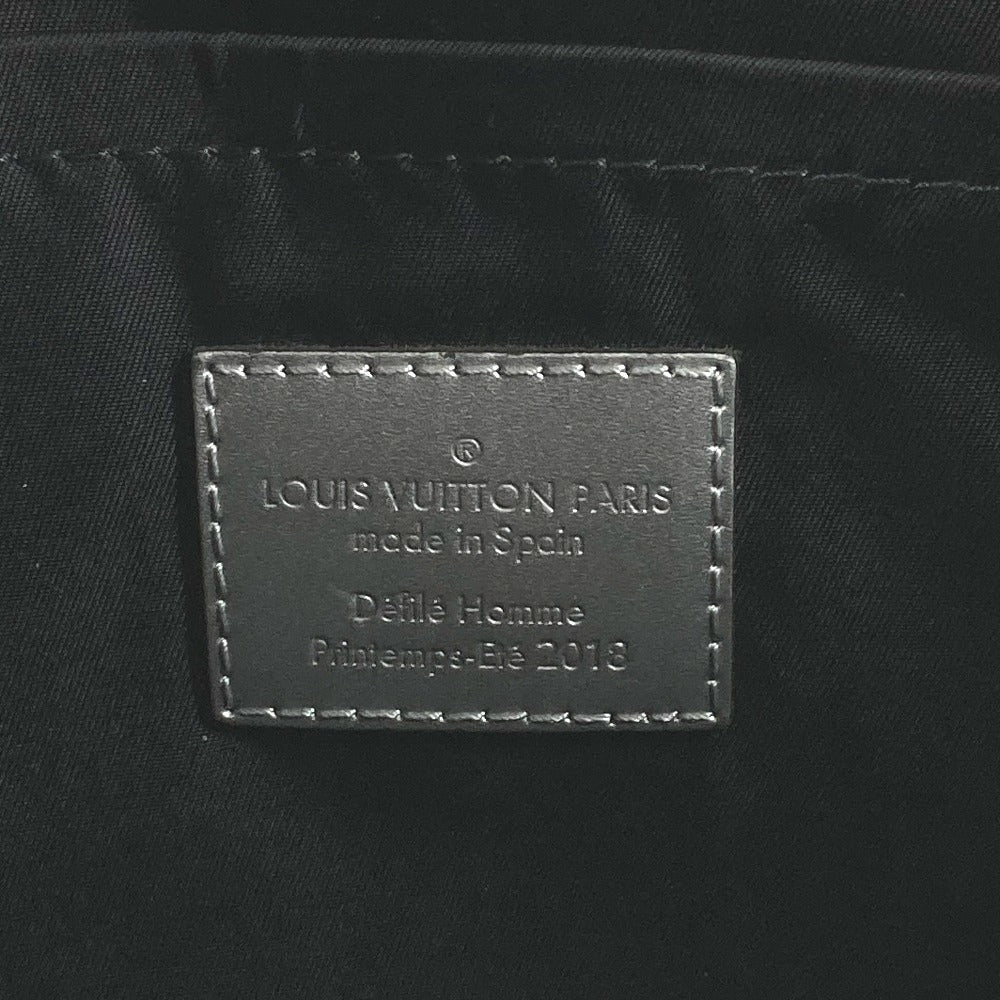 ®
LOUIS VUITTON PARIS
made in Spain
Défilé Homme
Printemps-Eté 2018